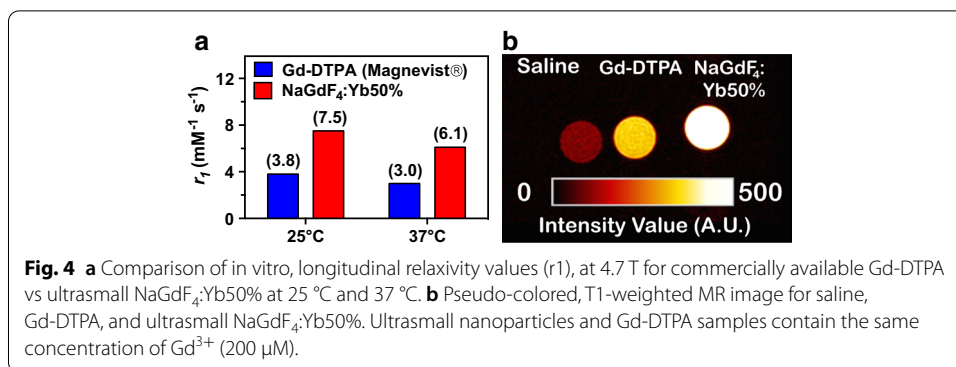 a
12
8
4
0
r₁ (mM⁻¹ s⁻¹)
Gd-DTPA (Magnevist®)
NaGdF₄:Yb50%
(3.8)
(7.5)
(3.0)
(6.1)
25°C
37°C
b
Saline
Gd-DTPA
NaGdF₄:
Yb50%
0
500
Intensity Value (A.U.)
Fig. 4 a Comparison of in vitro, longitudinal relaxivity values (r1), at 4.7 T for commercially available Gd-DTPA
vs ultrasmall NaGdF₄:Yb50% at 25 °C and 37 °C. b Pseudo-colored, T1-weighted MR image for saline,
Gd-DTPA, and ultrasmall NaGdF₄:Yb50%. Ultrasmall nanoparticles and Gd-DTPA samples contain the same
concentration of Gd³⁺ (200 μM).